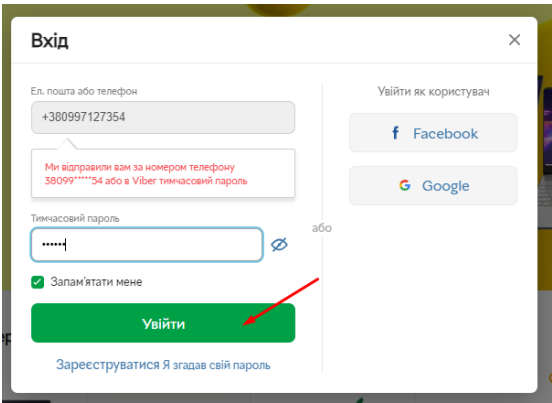 Вхід
Ел. пошта або телефон
+380997127354
Ми відправили вам за номером телефону
38099*****54 або в Viber тимчасовий пароль
Тимчасовий пароль
••••••
Запам'ятати мене
Увійти
Зареєструватися Я згадав свій пароль
або
Увійти як користувач
Facebook
Google